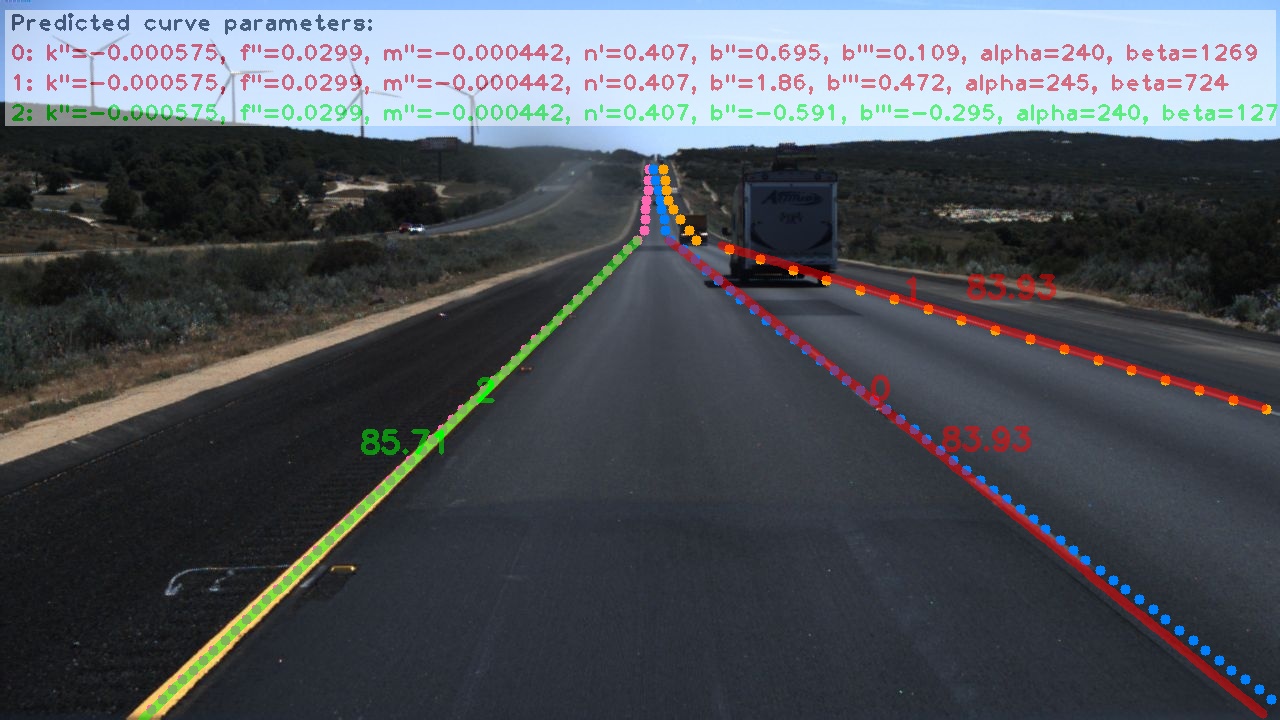 Predicted curve parameters:
0: k''=-0.000575, f''=0.0299, m''=-0.000442, n'=0.407, b''=0.695, b'''=0.109, alpha=240, beta=1269
1: k''=-0.000575, f''=0.0299, m''=-0.000442, n'=0.407, b''=1.86, b'''=0.472, alpha=245, beta=724
2: k''=-0.000575, f''=0.0299, m''=-0.000442, n'=0.407, b''=-0.591, b'''=-0.295, alpha=240, beta=127
Attitude
1 83.93
2 0
85.71 83.93